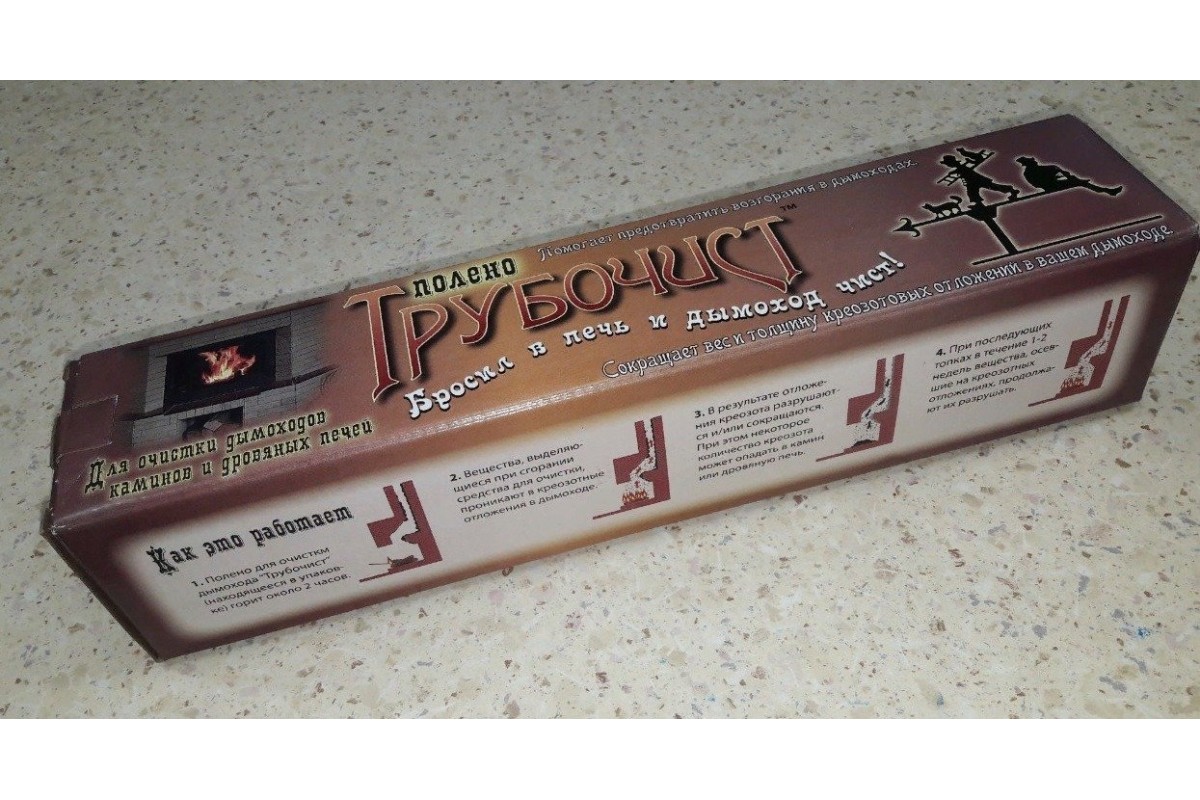 Помогает предотвратить возгорания в дымоходах.
полено
Трубочист™
Бросил в печь и дымоход чист!
Сокращает вес и толщину креозотовых отложений в вашем дымоходе.
Для очистки дымоходов
каминов и дровяных печей
Как это работает
1. Полено для очистки
дымохода "Трубочист"
(находящееся в упаков-
ке) горит около 2 часов.
2. Вещества, выделяю-
щиеся при сгорании
средства для очистки,
проникают в креозотные
отложения в дымоходе.
3. В результате отложе-
ния креозота разрушают-
ся и/или сокращаются.
При этом некоторое
количество креозота
может опадать в камин
или дровяную печь.
4. При последующих
топках в течение 1-2
недель вещества, осев-
шие на креозотных
отложениях, продолжа-
ют их разрушать.